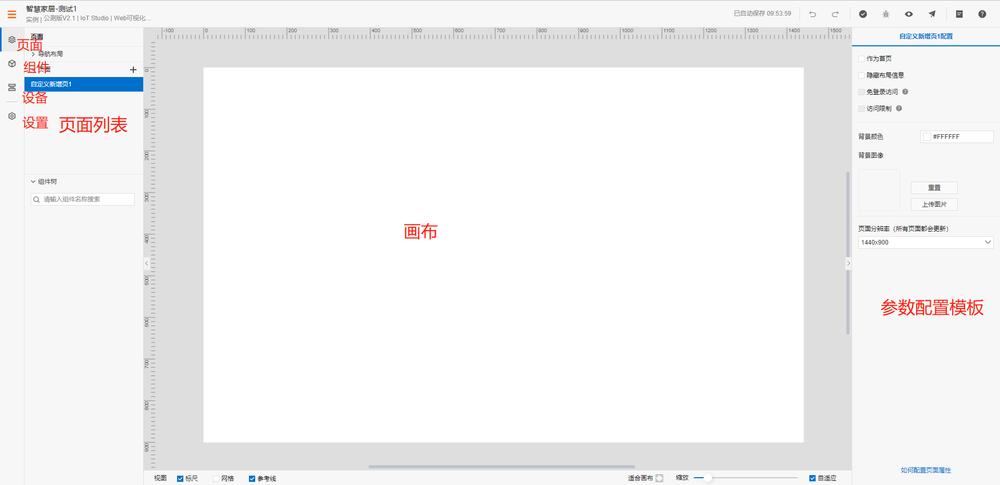 智慧家居-测试1
实例 | 公测版V2.1 | IoT Studio | Web可视化...
已自动保存 09:53:59
页面
页面
导航布局
组件
页面
自定义新增页1
设备
设置
页面列表
组件树
请输入组件名称搜索
-100 0 100 200 300 400 500 600 700 800 900 1000 1100 1200 1300 1400 1500
0
100
200
300
400
500
600
700
800
900
画布
视图 标尺 网格 参考线 适合画布 缩放 自适应
自定义新增页1配置
作为首页
隐藏布局信息
免登录访问
访问限制
背景颜色 #FFFFFF
背景图像
重置
上传图片
页面分辨率（所有页面都会更新）
1440x900
参数配置模板
如何配置页面属性